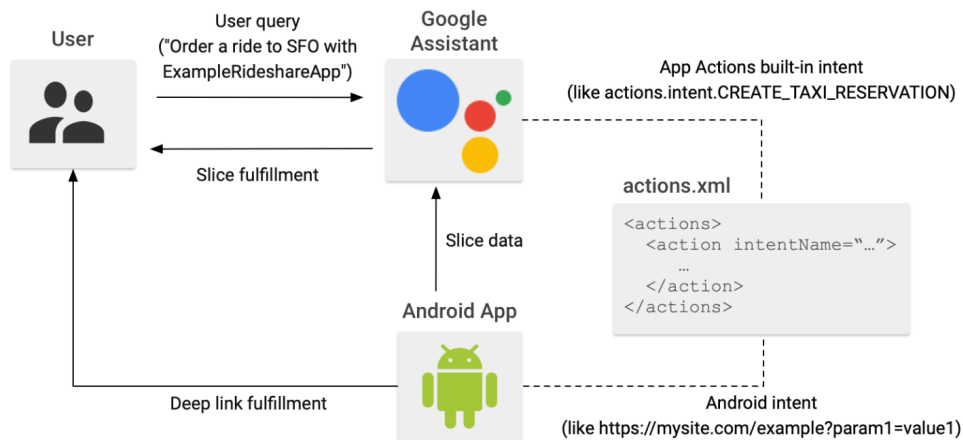 User
User query
("Order a ride to SFO with
ExampleRideshareApp")
Google
Assistant
App Actions built-in intent
(like actions.intent.CREATE_TAXI_RESERVATION)
Slice fulfillment
actions.xml
<actions>
<action intentName=“…”>
…
</action>
</actions>
Slice data
Android App
Deep link fulfillment
Android intent
(like https://mysite.com/example?param1=value1)